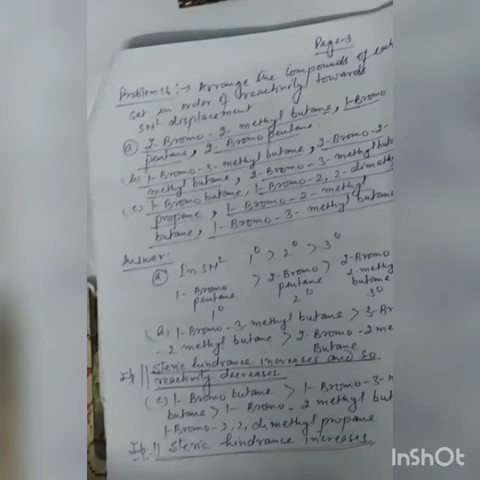 Page-3
Problem 16 :→ Arrange the compounds of each
set in order of reactivity towards
SN² displacement
(a) 2-Bromo-2-methyl butane, 1-Bromo
pentane, 2-Bromo pentane
(b) 1-Bromo-3-methyl butane, 2-Bromo-2-
methyl butane, 2-Bromo-3-methyl but
(c) 1-Bromo butane, 1-Bromo-2,2-dimeth
propane, 1-Bromo-2-methyl
butane, 1-Bromo-3-methyl butane
Answer:
(a) In SN² 1° > 2° > 3°
1-Bromo > 2-Bromo > 2-Bromo
pentane pentane 2-methy
1° 2° butane
3°
(a) 1-Bromo-3-methyl butane > 3-Br
-2 methyl butane > 2-Bromo-2 me
Butane
Steric hindrance increases and so
reactivity decreases
(c) 1-Bromo butane > 1-Bromo-3-
butane > 1-Bromo-2 methyl but
1-Bromo-2,2, dimethyl propane
Steric hindrance increases
InShOt